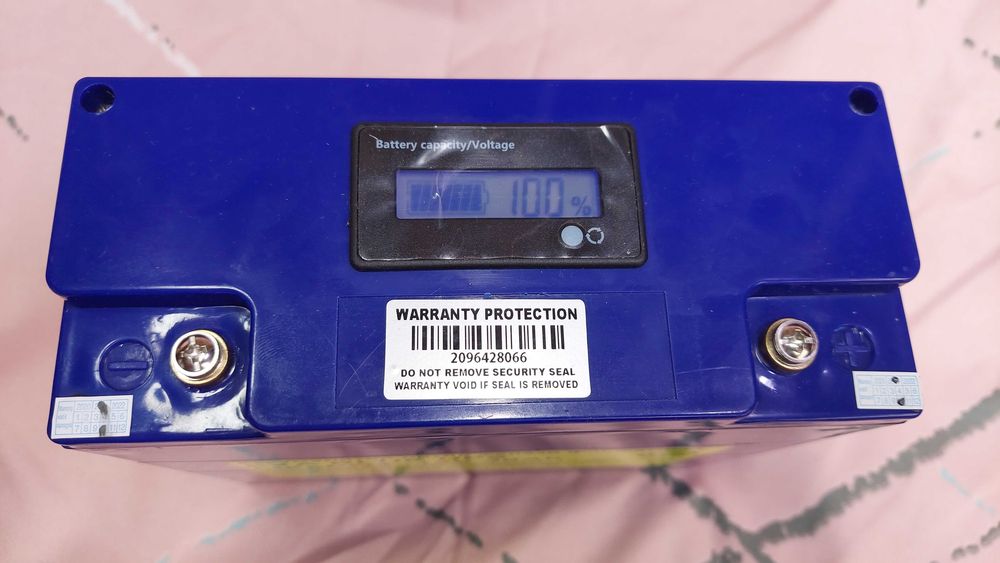 Battery capacity/Voltage
100 %
WARRANTY PROTECTION
2096428066
DO NOT REMOVE SECURITY SEAL
WARRANTY VOID IF SEAL IS REMOVED